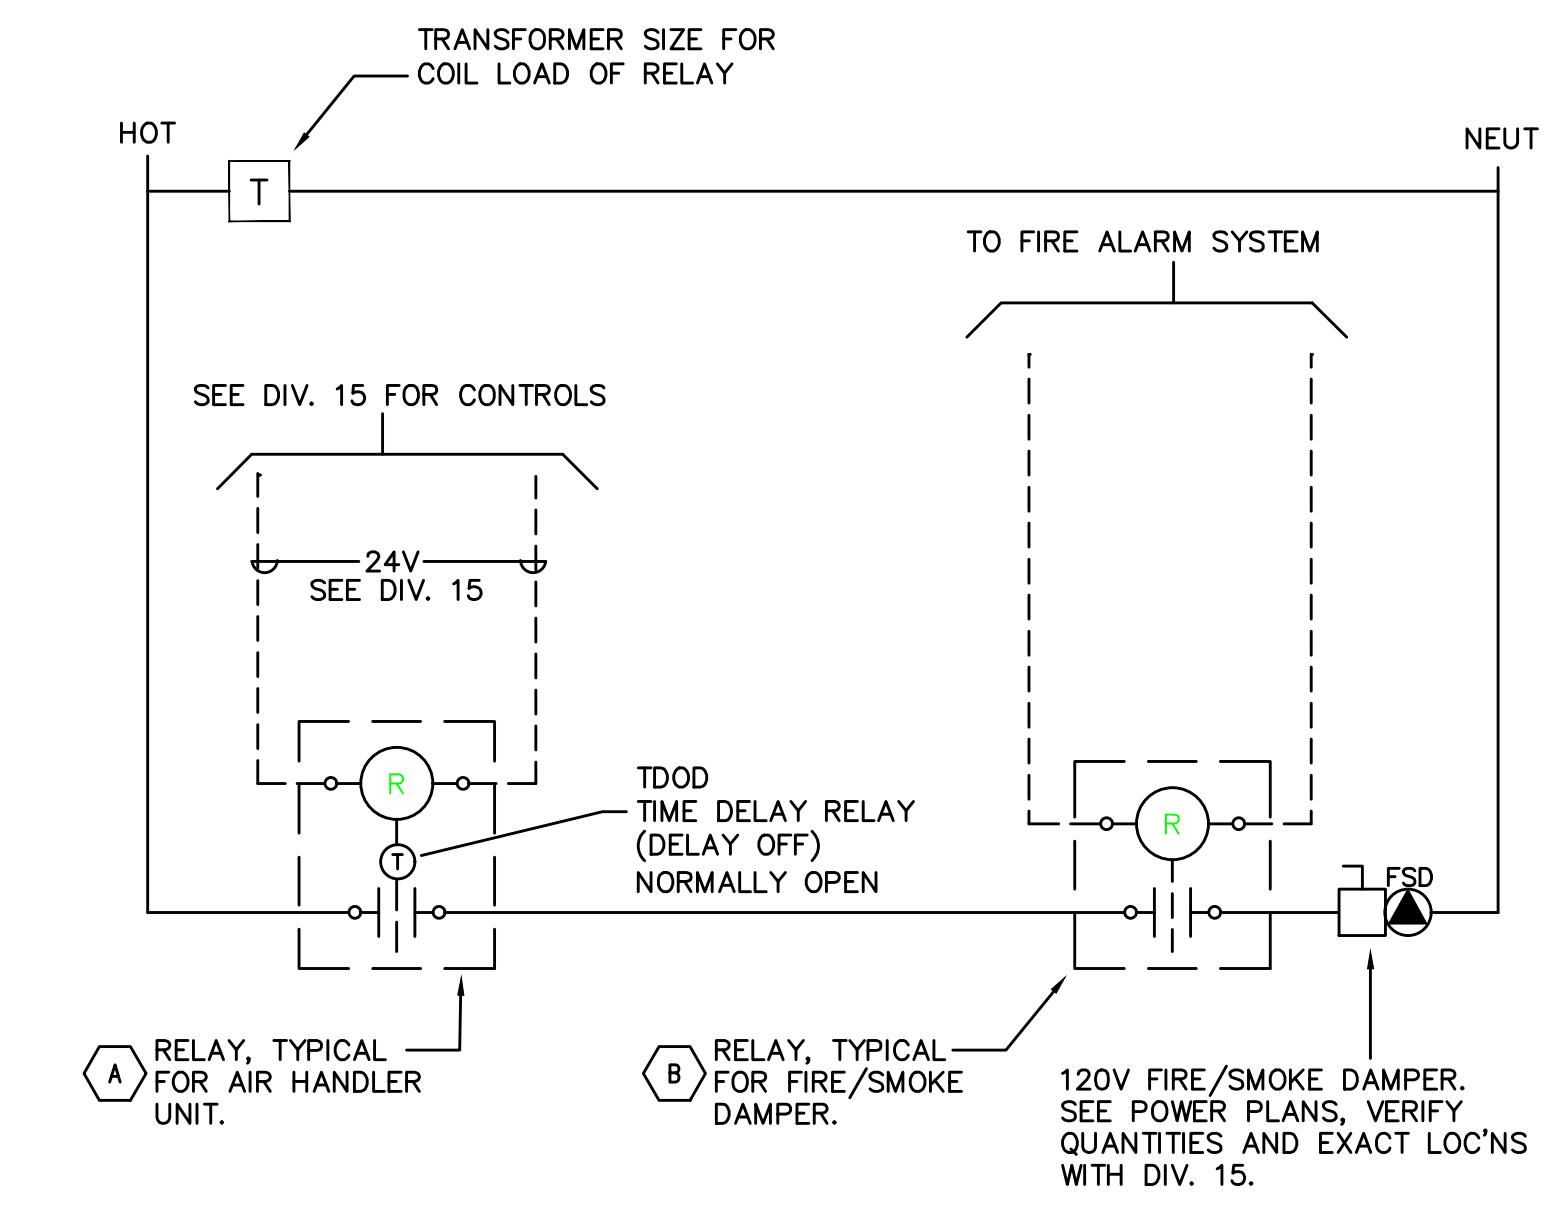 TRANSFORMER SIZE FOR
COIL LOAD OF RELAY
HOT
NEUT
T
TO FIRE ALARM SYSTEM
SEE DIV. 15 FOR CONTROLS
24V
SEE DIV. 15
R
TDOD
TIME DELAY RELAY
(DELAY OFF)
NORMALLY OPEN
R
T
FSD
A
RELAY, TYPICAL
FOR AIR HANDLER
UNIT.
B
RELAY, TYPICAL
FOR FIRE/SMOKE
DAMPER.
120V FIRE/SMOKE DAMPER.
SEE POWER PLANS, VERIFY
QUANTITIES AND EXACT LOC'NS
WITH DIV. 15.